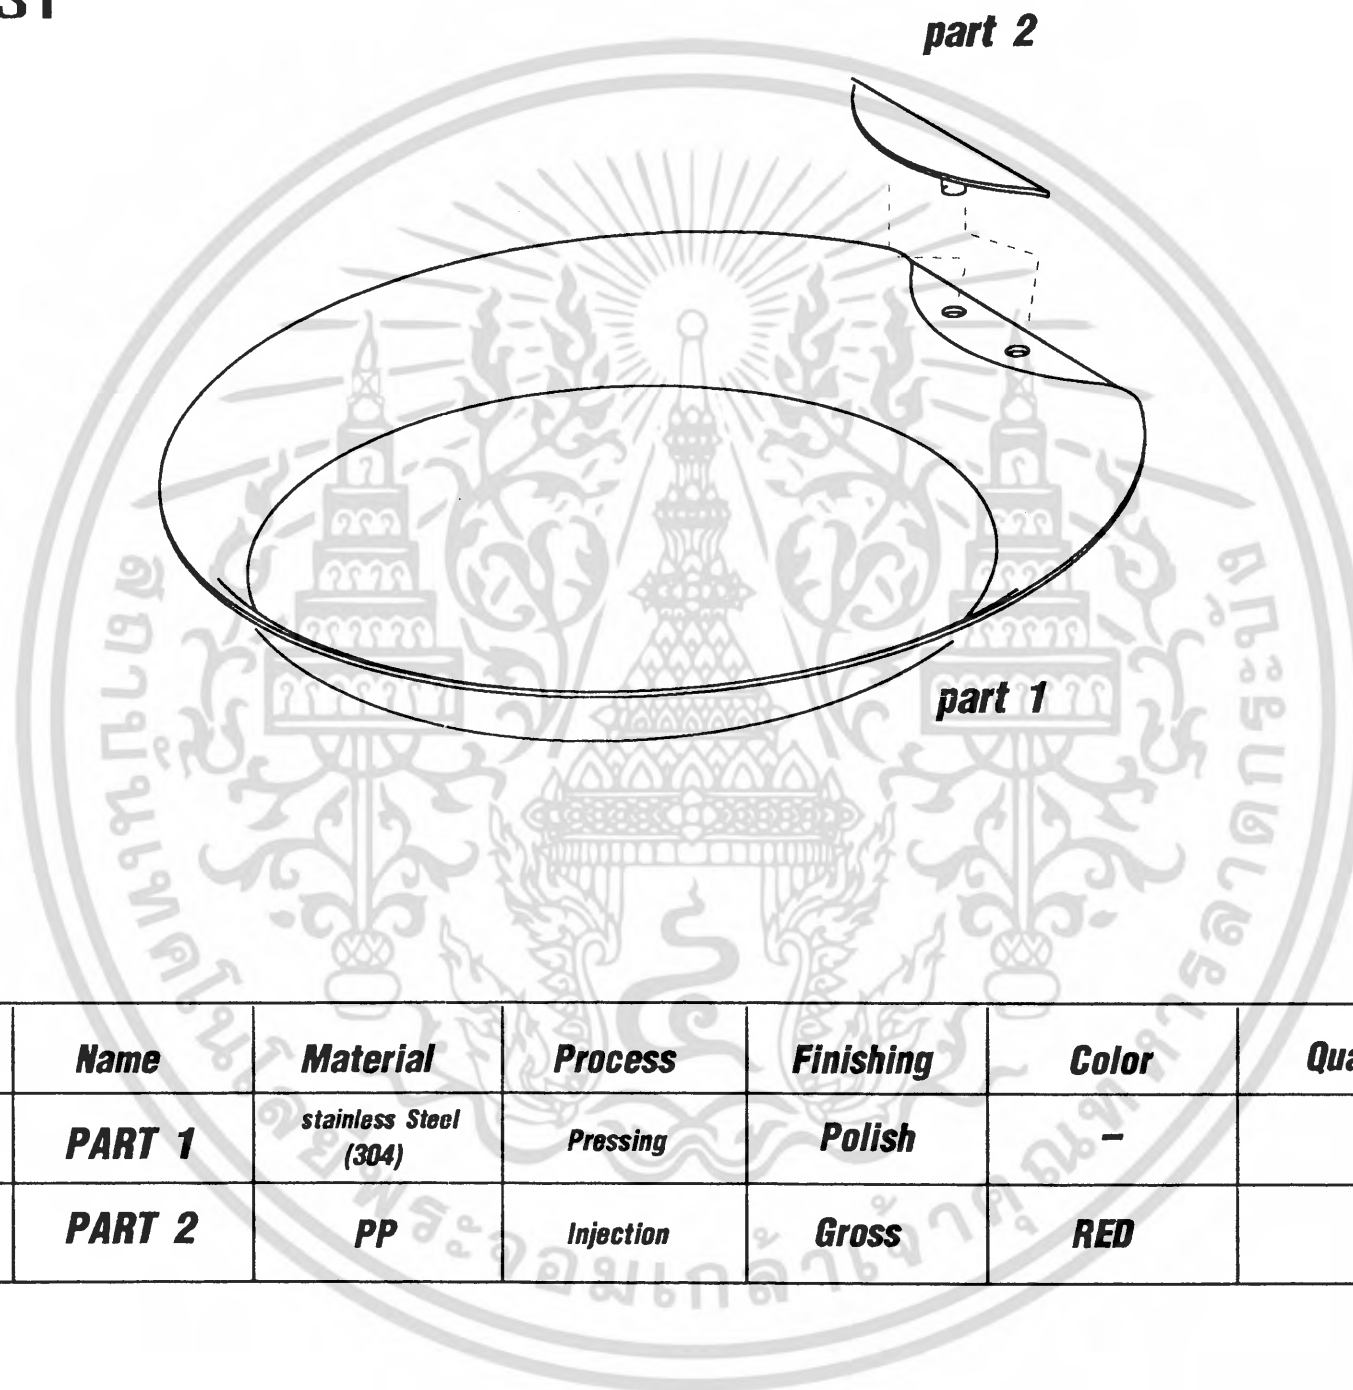 part 2
part 1
Name Material Process Finishing Color
PART 1 stainless Steel (304) Pressing Polish –
PART 2 PP Injection Gross RED